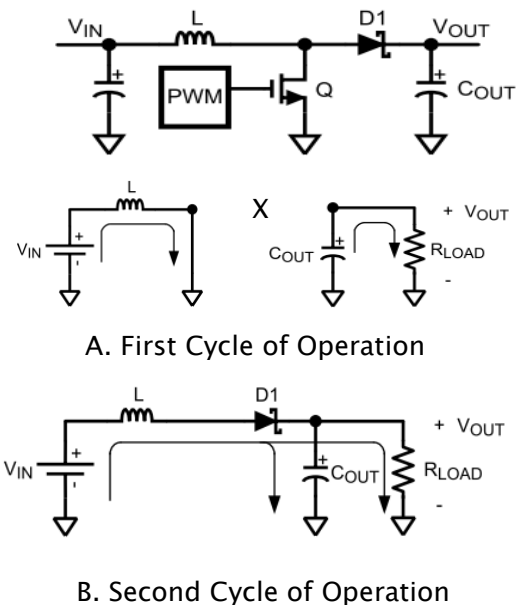 VIN
L
D1
VOUT
+
PWM
Q
+
COUT
L
X
+ VOUT
VIN
+
-
COUT
+
RLOAD
-
A. First Cycle of Operation
L
D1
+ VOUT
VIN
+
-
+
COUT
RLOAD
-
B. Second Cycle of Operation